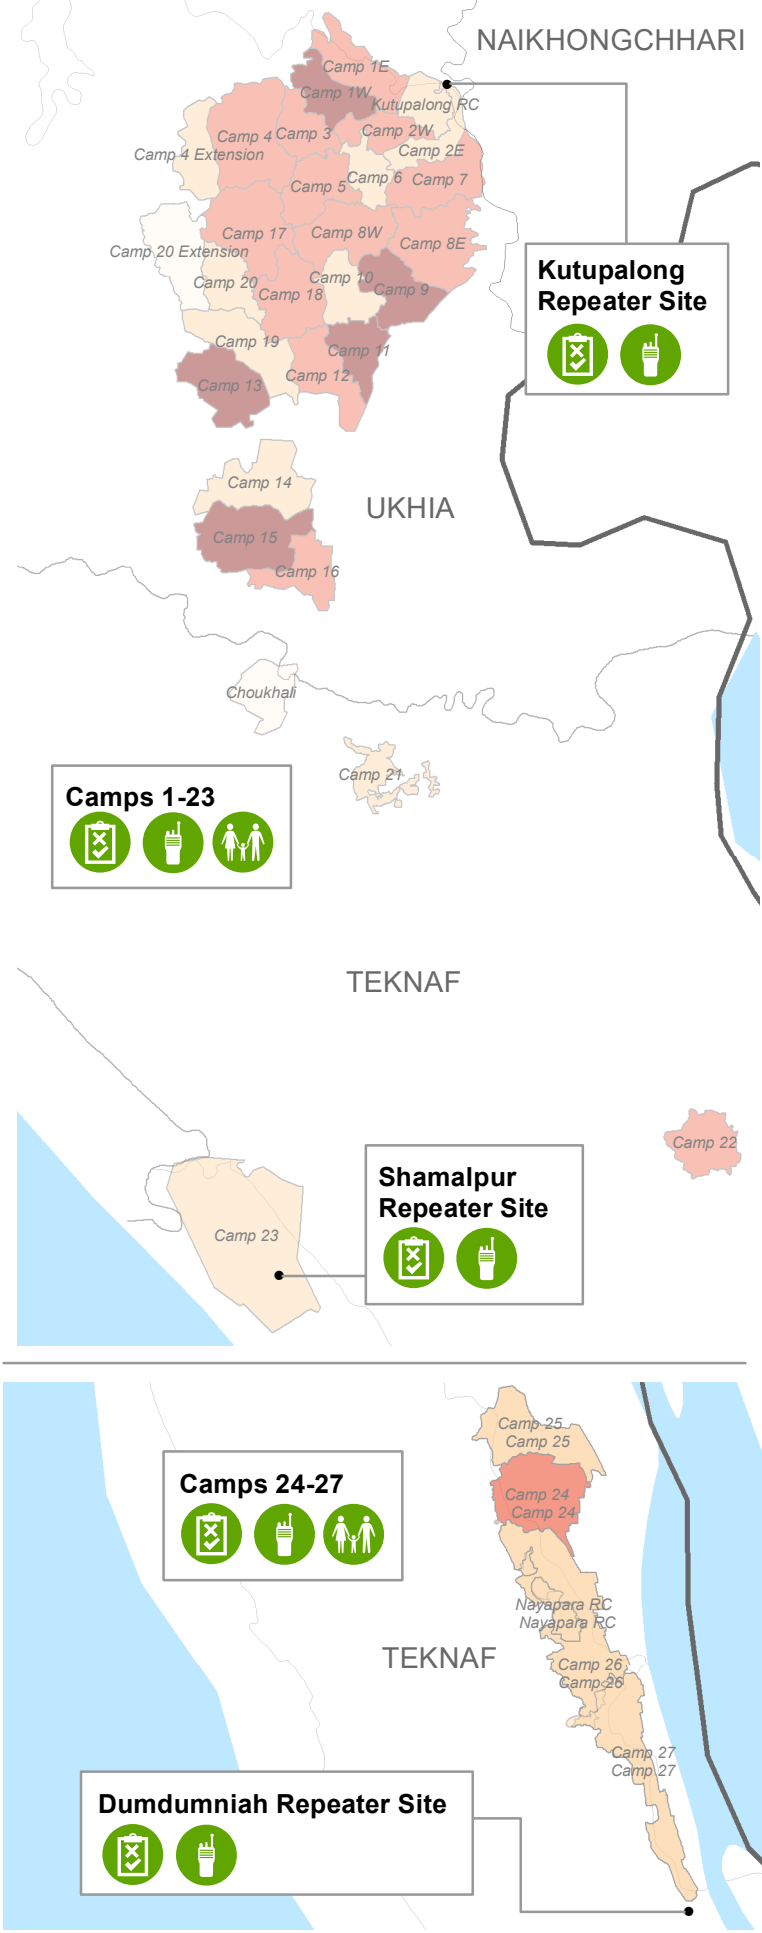 NAIKHONGCHHARI
Camp 1E
Camp 1W
Kutupalong RC
Camp 4
Camp 3
Camp 2W
Camp 4 Extension
Camp 2E
Camp 5
Camp 6
Camp 7
Camp 17
Camp 8W
Camp 8E
Camp 20 Extension
Camp 20
Camp 18
Camp 10
Camp 9
Kutupalong
Repeater Site
Camp 19
Camp 11
Camp 13
Camp 12
Camp 14
UKHIA
Camp 15
Camp 16
Choukhali
Camp 21
Camps 1-23
TEKNAF
Camp 22
Shamalpur
Repeater Site
Camp 23
Camp 25
Camp 25
Camps 24-27
Camp 24
Camp 24
Nayapara RC
Nayapara RC
TEKNAF
Camp 26
Camp 26
Camp 27
Camp 27
Dumdumniah Repeater Site